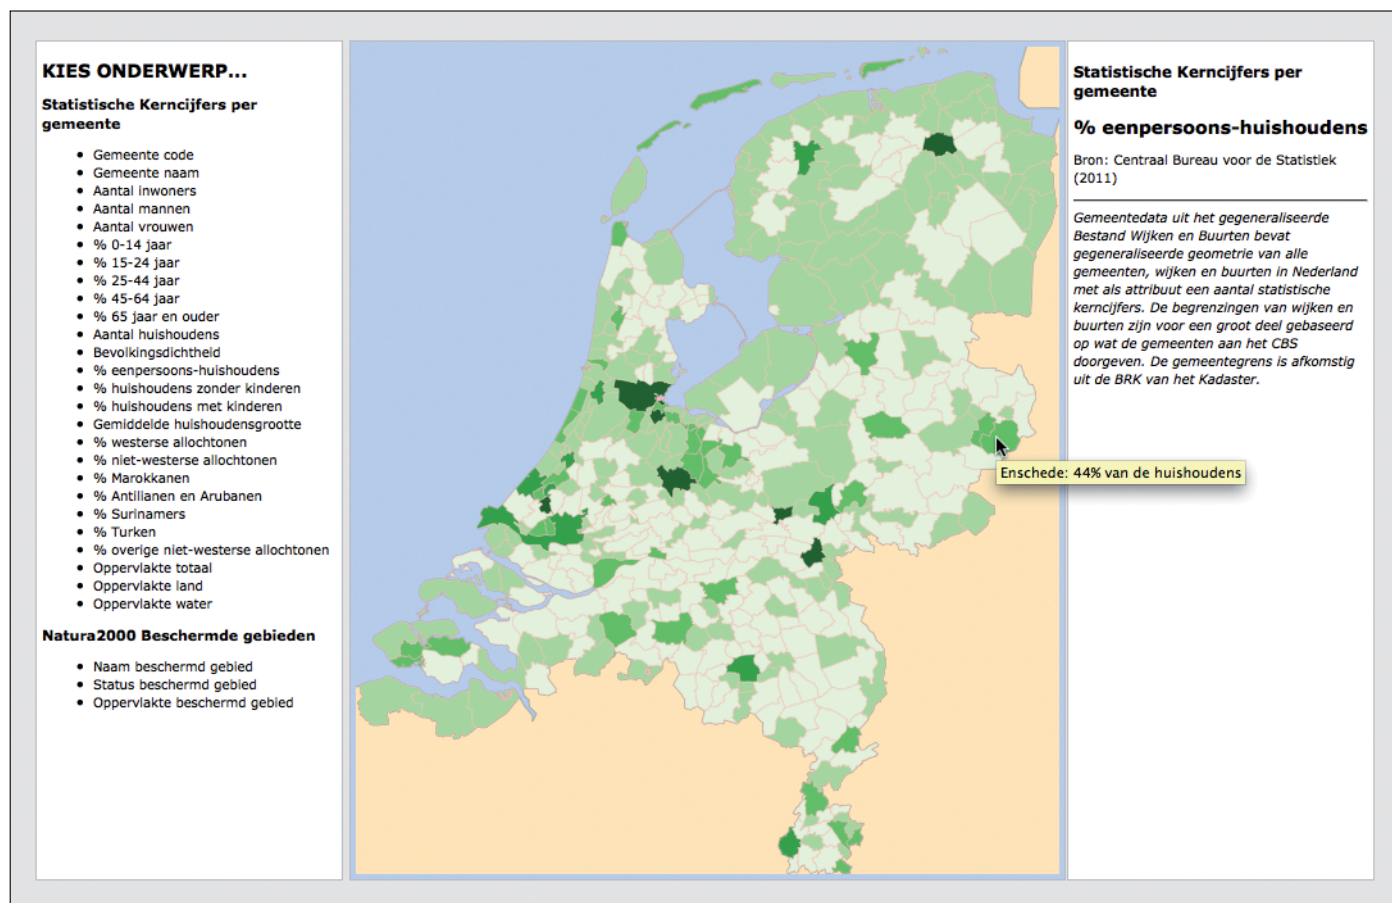 KIES ONDERWERP...
Statistische Kerncijfers per
gemeente
Gemeente code
Gemeente naam
Aantal inwoners
Aantal mannen
Aantal vrouwen
% 0-14 jaar
% 15-24 jaar
% 25-44 jaar
% 45-64 jaar
% 65 jaar en ouder
Aantal huishoudens
Bevolkingsdichtheid
% eenpersoons-huishoudens
% huishoudens zonder kinderen
% huishoudens met kinderen
Gemiddelde huishoudensgrootte
% westerse allochtonen
% niet-westerse allochtonen
% Marokkanen
% Antillianen en Arubanen
% Surinamers
% Turken
% overige niet-westerse allochtonen
Oppervlakte totaal
Oppervlakte land
Oppervlakte water
Natura2000 Beschermde gebieden
Naam beschermd gebied
Status beschermd gebied
Oppervlakte beschermd gebied
Enschede: 44% van de huishoudens
Statistische Kerncijfers per
gemeente
% eenpersoons-huishoudens
Bron: Centraal Bureau voor de Statistiek
(2011)
Gemeentedata uit het gegeneraliseerde
Bestand Wijken en Buurten bevat
gegeneraliseerde geometrie van alle
gemeenten, wijken en buurten in Nederland
met als attribuut een aantal statistische
kerncijfers. De begrenzingen van wijken en
buurten zijn voor een groot deel gebaseerd
op wat de gemeenten aan het CBS
doorgeven. De gemeentegrens is afkomstig
uit de BRK van het Kadaster.